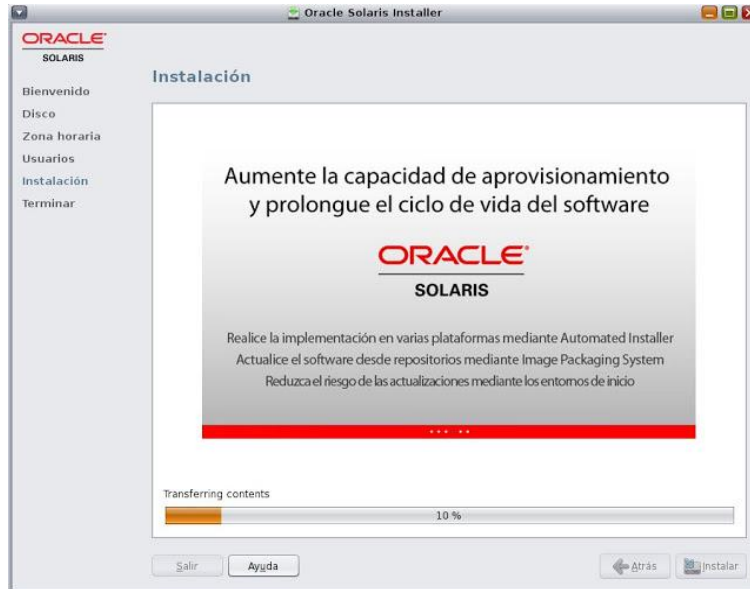 Oracle Solaris Installer
ORACLE
SOLARIS
Bienvenido
Disco
Zona horaria
Usuarios
Instalación
Terminar
Instalación
Aumente la capacidad de aprovisionamiento
y prolongue el ciclo de vida del software
ORACLE
SOLARIS
Realice la implementación en varias plataformas mediante Automated Installer
Actualice el software desde repositorios mediante Image Packaging System
Reduzca el riesgo de las actualizaciones mediante los entornos de inicio
Transferring contents
10 %
Salir
Ayuda
Atrás
Instalar